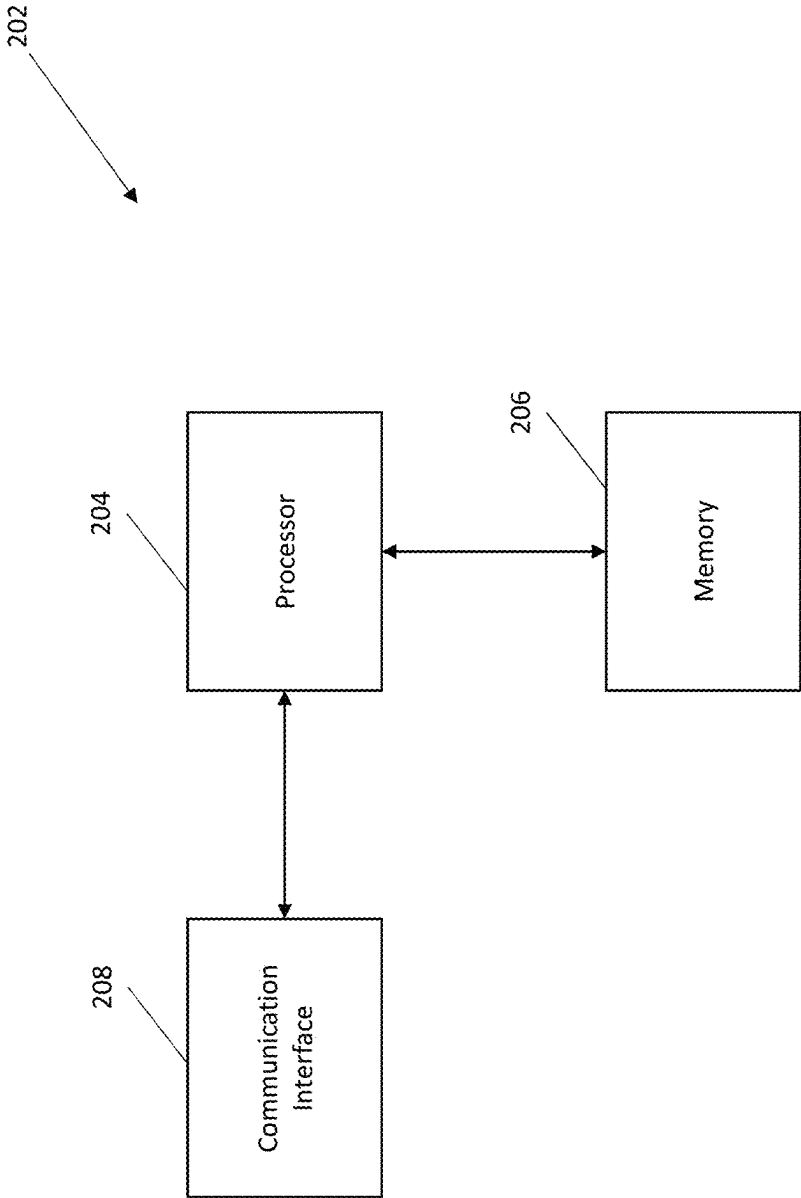 202
204
Processor
206
Memory
208
Communication
Interface